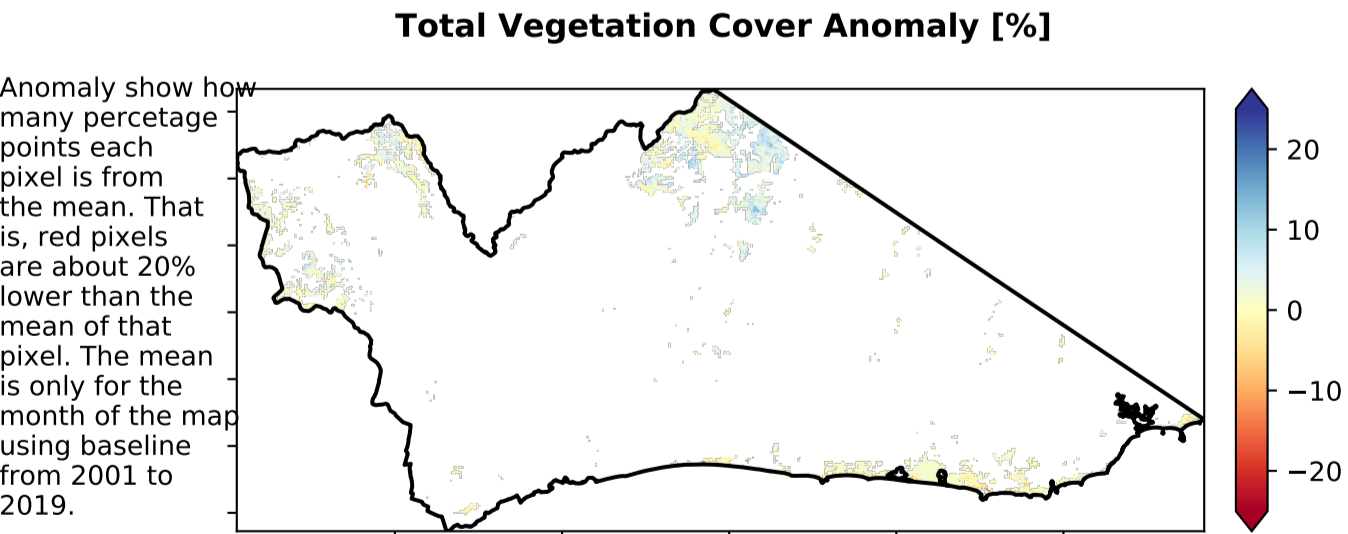 Total Vegetation Cover Anomaly [%]
Anomaly show how
many percetage
points each
pixel is from
the mean. That
is, red pixels
are about 20%
lower than the
mean of that
pixel. The mean
is only for the
month of the map
using baseline
from 2001 to
2019.
20
10
0
−10
−20